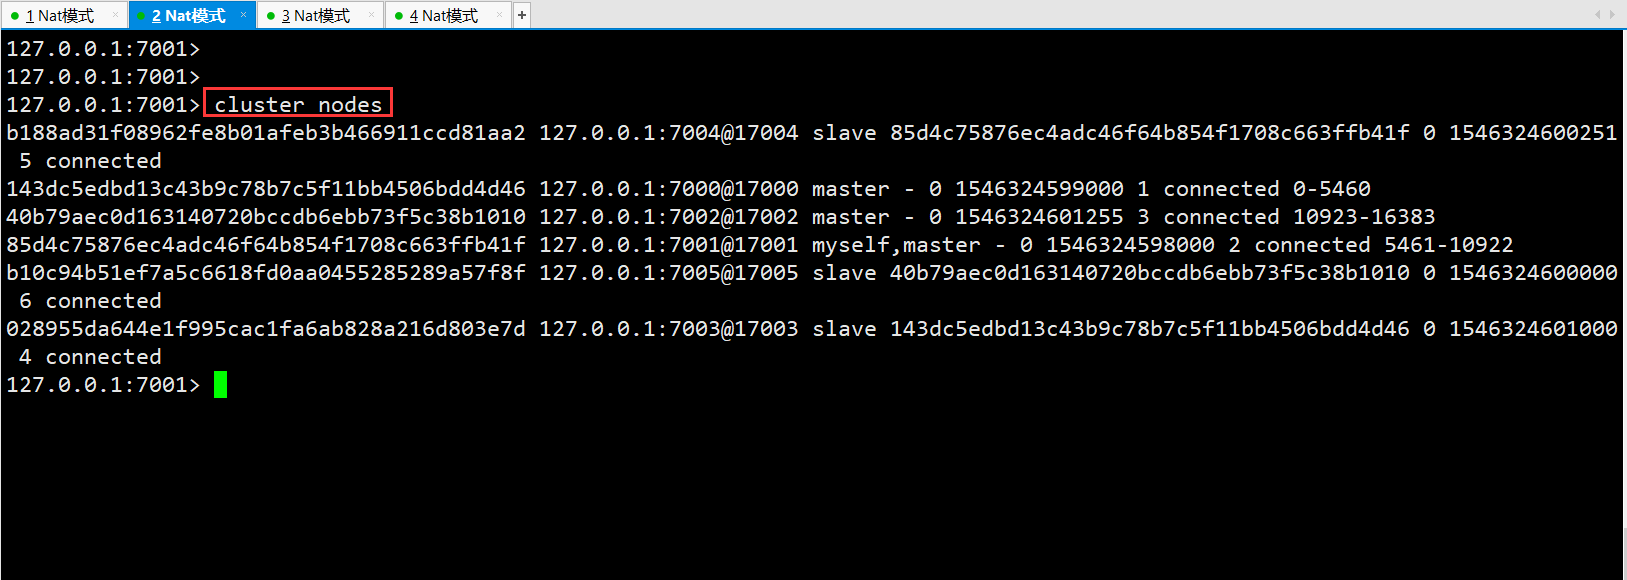 1 Nat模式 × 2 Nat模式 × 3 Nat模式 × 4 Nat模式 × +
127.0.0.1:7001>
127.0.0.1:7001>
127.0.0.1:7001> cluster nodes
b188ad31f08962fe8b01afeb3b466911ccd81aa2 127.0.0.1:7004@17004 slave 85d4c75876ec4adc46f64b854f1708c663ffb41f 0 1546324600251
 5 connected
143dc5edbd13c43b9c78b7c5f11bb4506bdd4d46 127.0.0.1:7000@17000 master - 0 1546324599000 1 connected 0-5460
40b79aec0d163140720bccdb6ebb73f5c38b1010 127.0.0.1:7002@17002 master - 0 1546324601255 3 connected 10923-16383
85d4c75876ec4adc46f64b854f1708c663ffb41f 127.0.0.1:7001@17001 myself,master - 0 1546324598000 2 connected 5461-10922
b10c94b51ef7a5c6618fd0aa0455285289a57f8f 127.0.0.1:7005@17005 slave 40b79aec0d163140720bccdb6ebb73f5c38b1010 0 1546324600000
 6 connected
028955da644e1f995cac1fa6ab828a216d803e7d 127.0.0.1:7003@17003 slave 143dc5edbd13c43b9c78b7c5f11bb4506bdd4d46 0 1546324601000
 4 connected
127.0.0.1:7001>